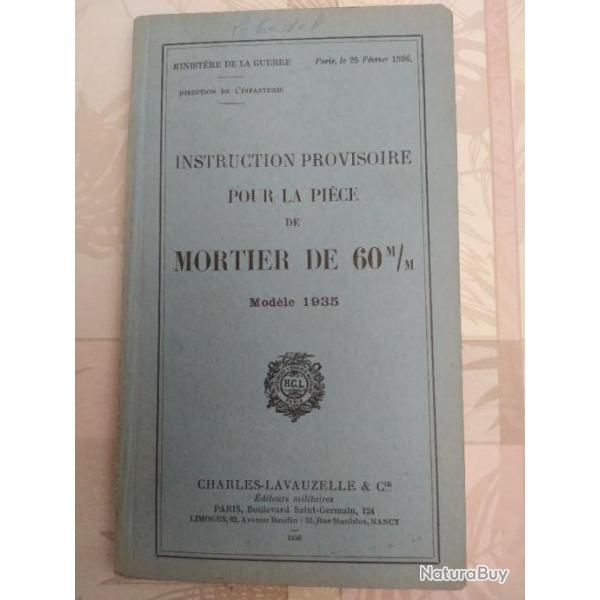 MINISTÈRE DE LA GUERRE
Paris, le 25 Février 1936.
DIRECTION DE L'INFANTERIE
INSTRUCTION PROVISOIRE
POUR LA PIÈCE
DE
MORTIER DE 60 M/M
Modèle 1935
H.C.L
PARIS
CHARLES-LAVAUZELLE & Cie
Éditeurs militaires
PARIS, Boulevard Saint-Germain, 124
LIMOGES, 62, Avenue Baudin / 53, Rue Stanislas, NANCY
1936
NaturaBuy